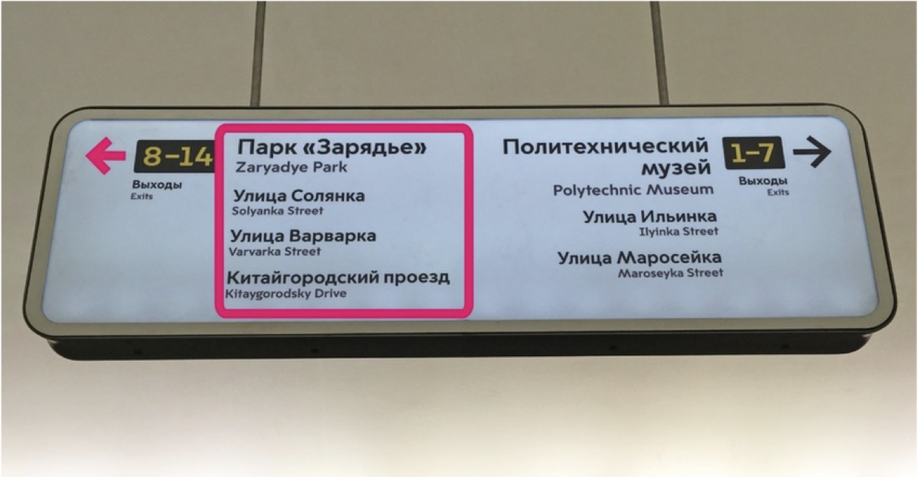 8-14
Выходы
Exits
Парк «Зарядье»
Zaryadye Park
Улица Солянка
Solyanka Street
Улица Варварка
Varvarka Street
Китайгородский проезд
Kitaygorodsky Drive
Политехнический
музей
Polytechnic Museum
Улица Ильинка
Ilyinka Street
Улица Маросейка
Maroseyka Street
1-7
Выходы
Exits